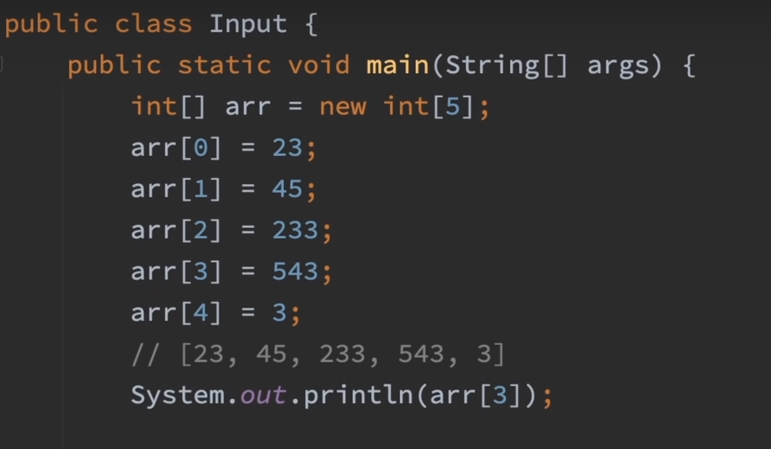 public class Input {
    public static void main(String[] args) {
        int[] arr = new int[5];
        arr[0] = 23;
        arr[1] = 45;
        arr[2] = 233;
        arr[3] = 543;
        arr[4] = 3;
        // [23, 45, 233, 543, 3]
        System.out.println(arr[3]);